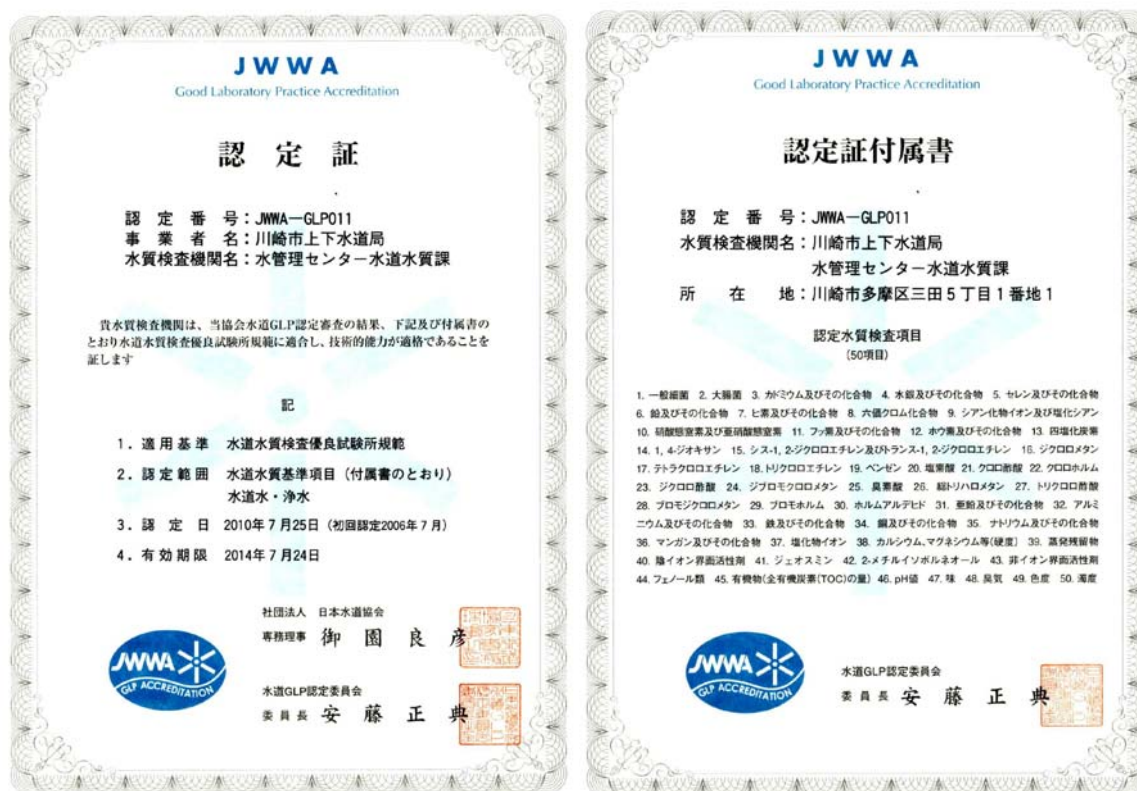 JWWA
Good Laboratory Practice Accreditation
認定証
認定番号：JWWA－GLP011
事業者名：川崎市上下水道局
水質検査機関名：水管理センター水道水質課
貴水質検査機関は、当協会水道GLP認定審査の結果、下記及び付属書の
とおり水道水質検査優良試験所規範に適合し、技術的能力が適格であることを
証します
記
1．適用基準 水道水質検査優良試験所規範
2．認定範囲 水道水質基準項目（付属書のとおり）
水道水・浄水
3．認定日 2010年7月25日（初回認定2006年7月）
4．有効期限 2014年7月24日
社団法人 日本水道協会
専務理事 御園良彦
水道GLP認定委員会
委員長 安藤正典
JWWA
GLP ACCREDITATION
JWWA
Good Laboratory Practice Accreditation
認定証付属書
認定番号：JWWA－GLP011
水質検査機関名：川崎市上下水道局
水管理センター水道水質課
所在地：川崎市多摩区三田5丁目1番地1
認定水質検査項目
(50項目)
1. 一般細菌 2. 大腸菌 3. カドミウム及びその化合物 4. 水銀及びその化合物 5. セレン及びその化合物
6. 鉛及びその化合物 7. ヒ素及びその化合物 8. 六価クロム化合物 9. シアン化物イオン及び塩化シアン
10. 硝酸態窒素及び亜硝酸態窒素 11. フッ素及びその化合物 12. ホウ素及びその化合物 13. 四塩化炭素
14. 1, 4-ジオキサン 15. シス-1, 2-ジクロロエチレン及びトランス-1, 2-ジクロロエチレン 16. ジクロロメタン
17. テトラクロロエチレン 18. トリクロロエチレン 19. ベンゼン 20. 塩素酸 21. クロロ酢酸 22. クロロホルム
23. ジクロロ酢酸 24. ジブロモクロロメタン 25. 臭素酸 26. 総トリハロメタン 27. トリクロロ酢酸
28. ブロモジクロロメタン 29. ブロモホルム 30. ホルムアルデヒド 31. 亜鉛及びその化合物 32. アルミ
ニウム及びその化合物 33. 鉄及びその化合物 34. 銅及びその化合物 35. ナトリウム及びその化合物
36. マンガン及びその化合物 37. 塩化物イオン 38. カルシウム、マグネシウム等(硬度) 39. 蒸発残留物
40. 陰イオン界面活性剤 41. ジェオスミン 42. 2-メチルイソボルネオール 43. 非イオン界面活性剤
44. フェノール類 45. 有機物(全有機炭素(TOC)の量) 46. pH値 47. 味 48. 臭気 49. 色度 50. 濁度
水道GLP認定委員会
委員長 安藤正典
JWWA
GLP ACCREDITATION